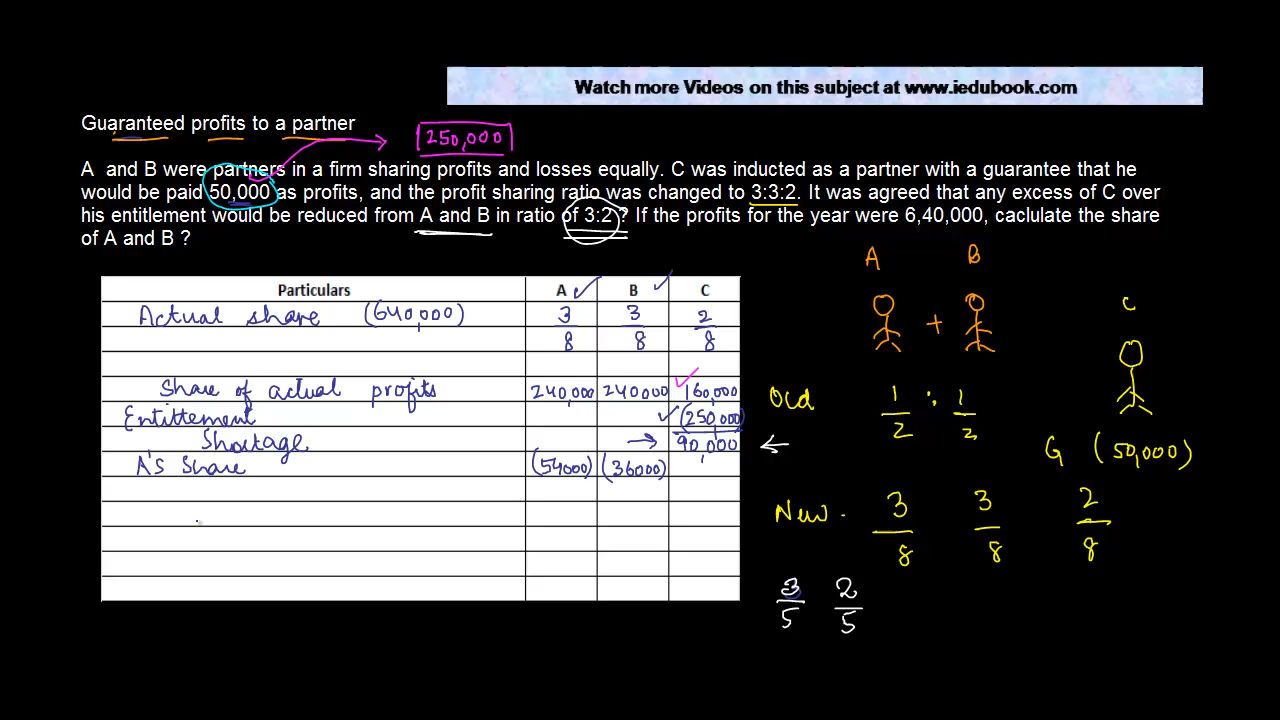 Watch more Videos on this subject at www.iedubook.com
Guaranteed profits to a partner
250,000
A and B were partners in a firm sharing profits and losses equally. C was inducted as a partner with a guarantee that he
would be paid 50,000 as profits, and the profit sharing ratio was changed to 3:3:2. It was agreed that any excess of C over
his entitlement would be reduced from A and B in ratio of 3:2 ? If the profits for the year were 6,40,000, caclulate the share
of A and B ?
Particulars A B C
Actual share (640,000) 3/8 3/8 2/8
Share of actual profits 240,000 240000 160,000
Entittement (250,000)
Shortage → 90,000 ←
A'S Share (54000) (36000)
A B
+
C
Old 1/2 : 1/2
G (50,000)
New - 3/8 3/8 2/8
3/5 2/5